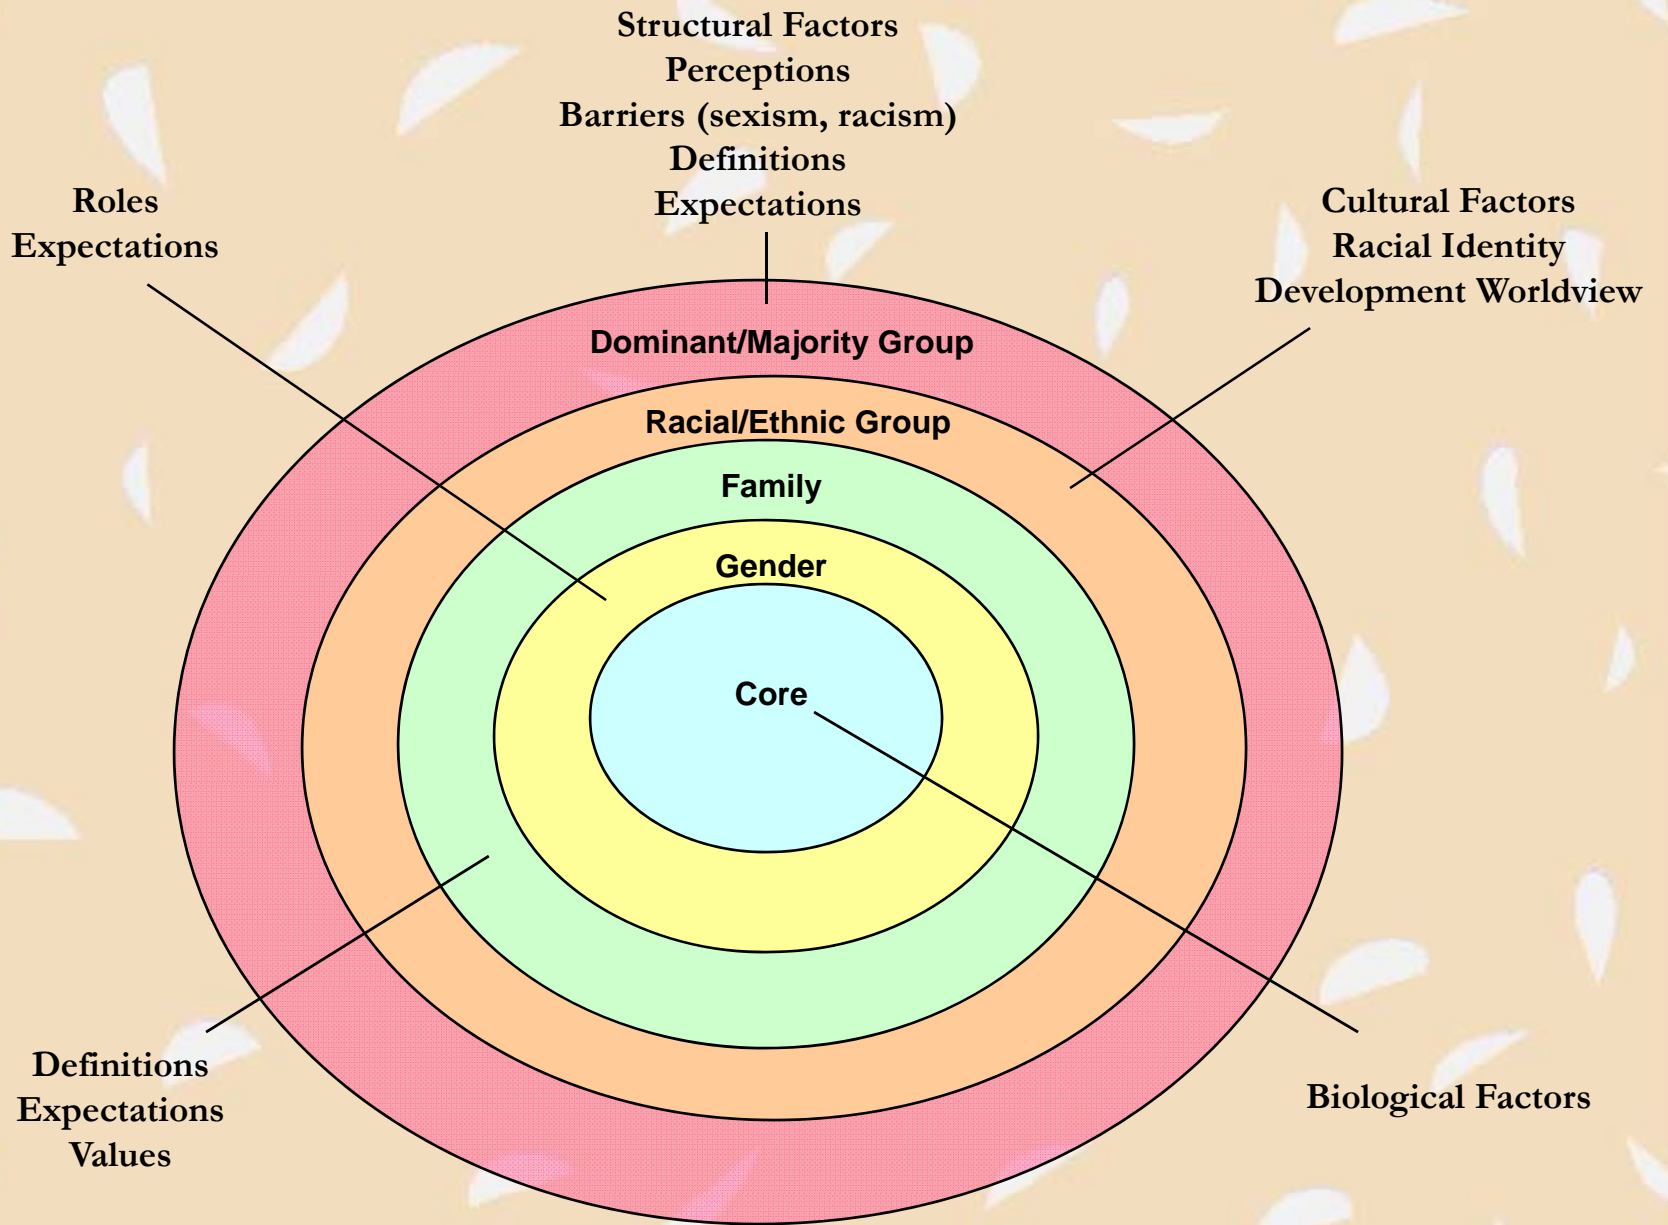 Structural Factors
Perceptions
Barriers (sexism, racism)
Definitions
Expectations
Roles
Expectations
Cultural Factors
Racial Identity
Development Worldview
Dominant/Majority Group
Racial/Ethnic Group
Family
Gender
Core
Definitions
Expectations
Values
Biological Factors